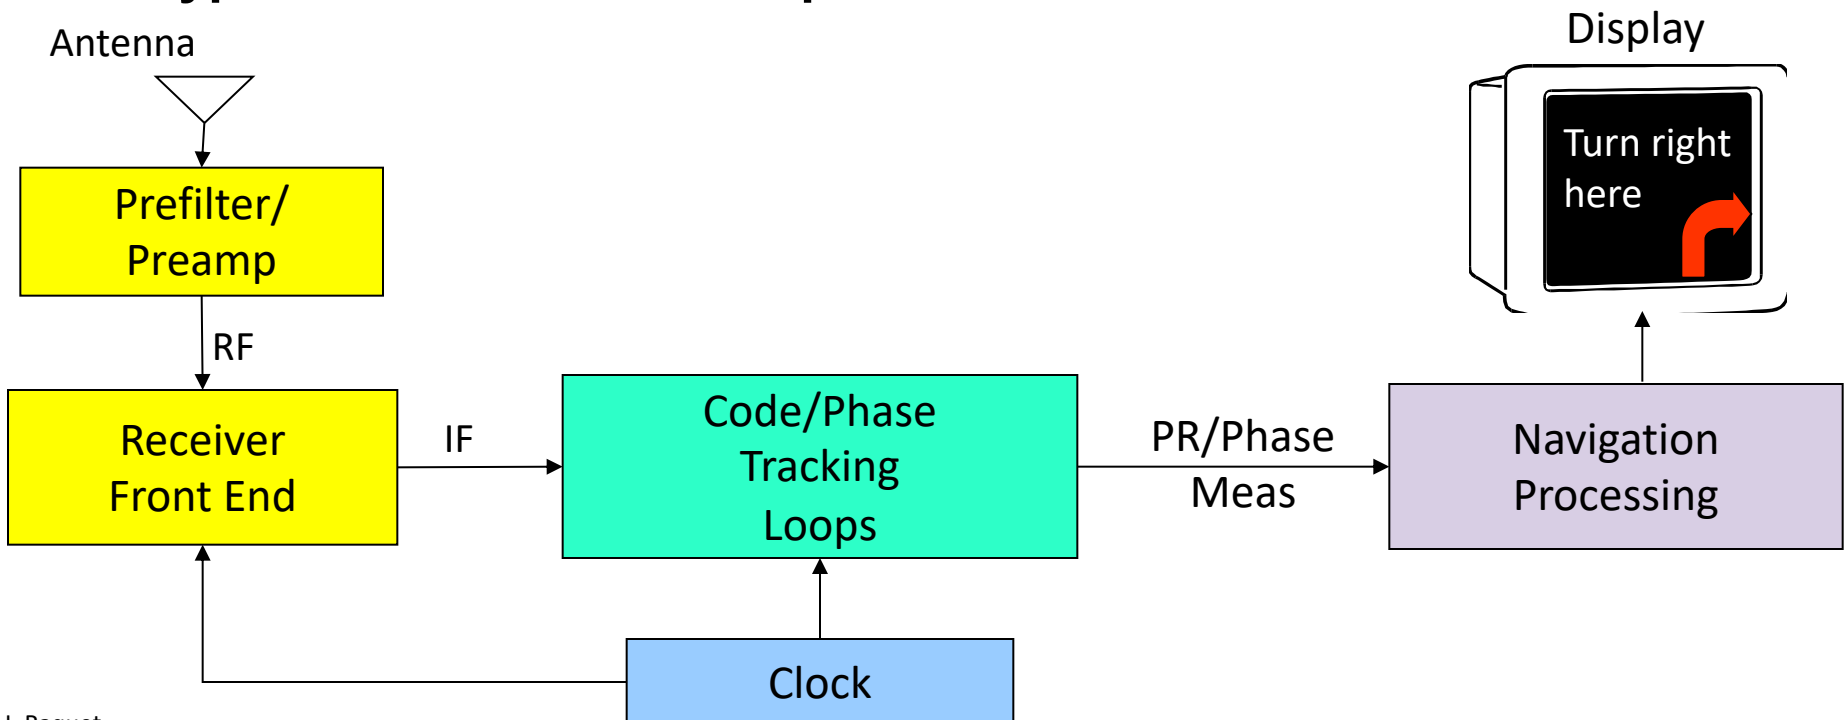 Antenna
Display
Turn right
here
Prefilter/
Preamp
RF
Receiver
Front End
IF
Code/Phase
Tracking
Loops
PR/Phase
Meas
Navigation
Processing
Clock